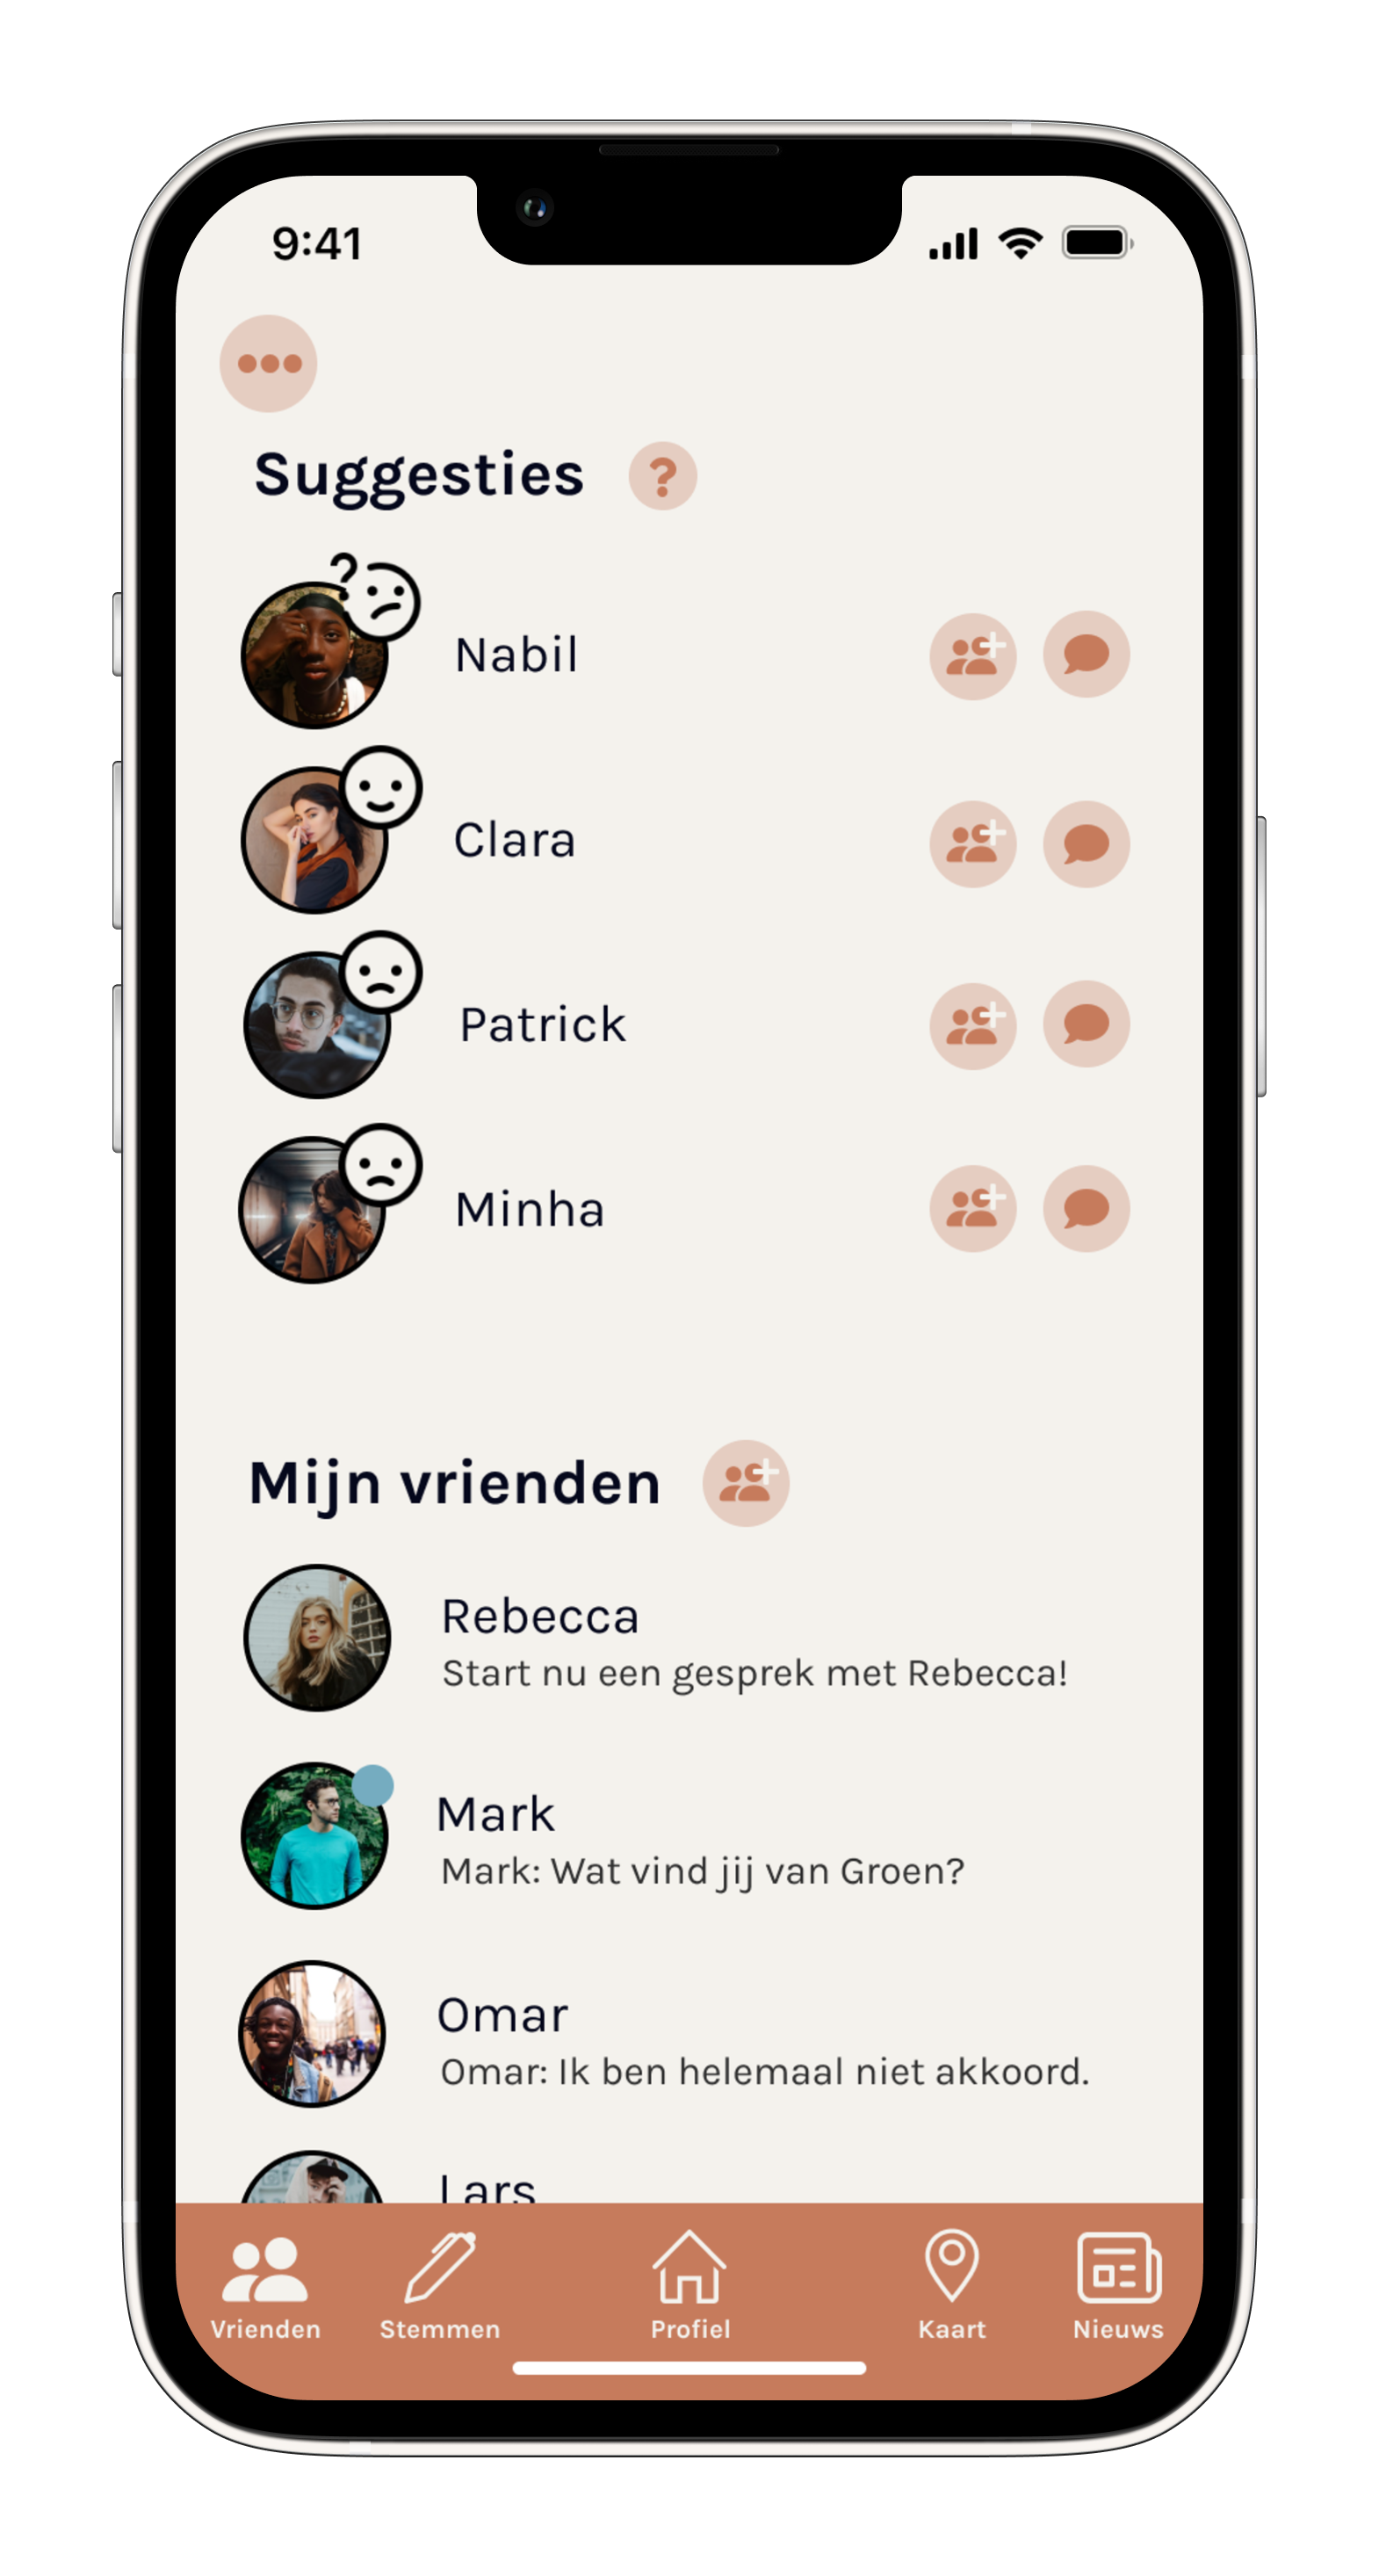 9:41
Suggesties ?
Nabil
Clara
Patrick
Minha
Mijn vrienden
Rebecca
Start nu een gesprek met Rebecca!
Mark
Mark: Wat vind jij van Groen?
Omar
Omar: Ik ben helemaal niet akkoord.
Lars
Vrienden Stemmen Profiel Kaart Nieuws